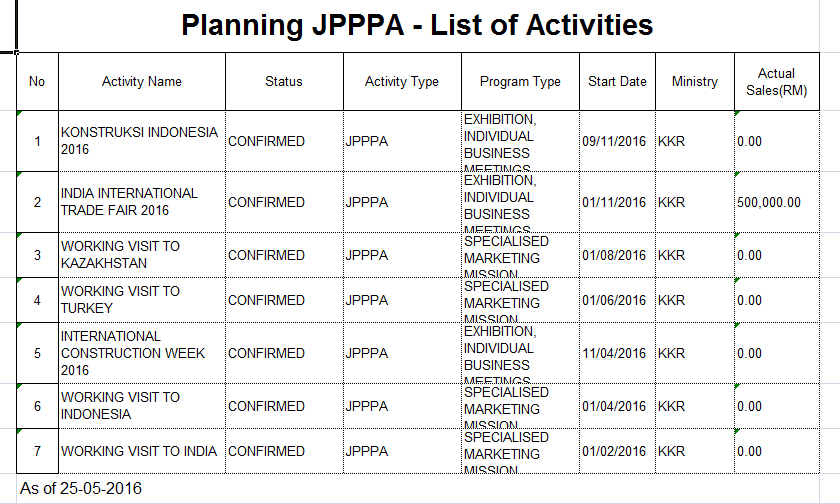 Planning JPPPA - List of Activities
No Activity Name Status Activity Type Program Type Start Date Ministry Actual
Sales(RM)
1 KONSTRUKSI INDONESIA
2016 CONFIRMED JPPPA EXHIBITION,
INDIVIDUAL
BUSINESS
MEETINGS 09/11/2016 KKR 0.00
2 INDIA INTERNATIONAL
TRADE FAIR 2016 CONFIRMED JPPPA EXHIBITION,
INDIVIDUAL
BUSINESS
MEETINGS 01/11/2016 KKR 500,000.00
3 WORKING VISIT TO
KAZAKHSTAN CONFIRMED JPPPA SPECIALISED
MARKETING
MISSION 01/08/2016 KKR 0.00
4 WORKING VISIT TO
TURKEY CONFIRMED JPPPA SPECIALISED
MARKETING
MISSION 01/06/2016 KKR 0.00
5 INTERNATIONAL
CONSTRUCTION WEEK
2016 CONFIRMED JPPPA EXHIBITION,
INDIVIDUAL
BUSINESS
MEETINGS 11/04/2016 KKR 0.00
6 WORKING VISIT TO
INDONESIA CONFIRMED JPPPA SPECIALISED
MARKETING
MISSION 01/04/2016 KKR 0.00
7 WORKING VISIT TO INDIA CONFIRMED JPPPA SPECIALISED
MARKETING
MISSION 01/02/2016 KKR 0.00
As of 25-05-2016